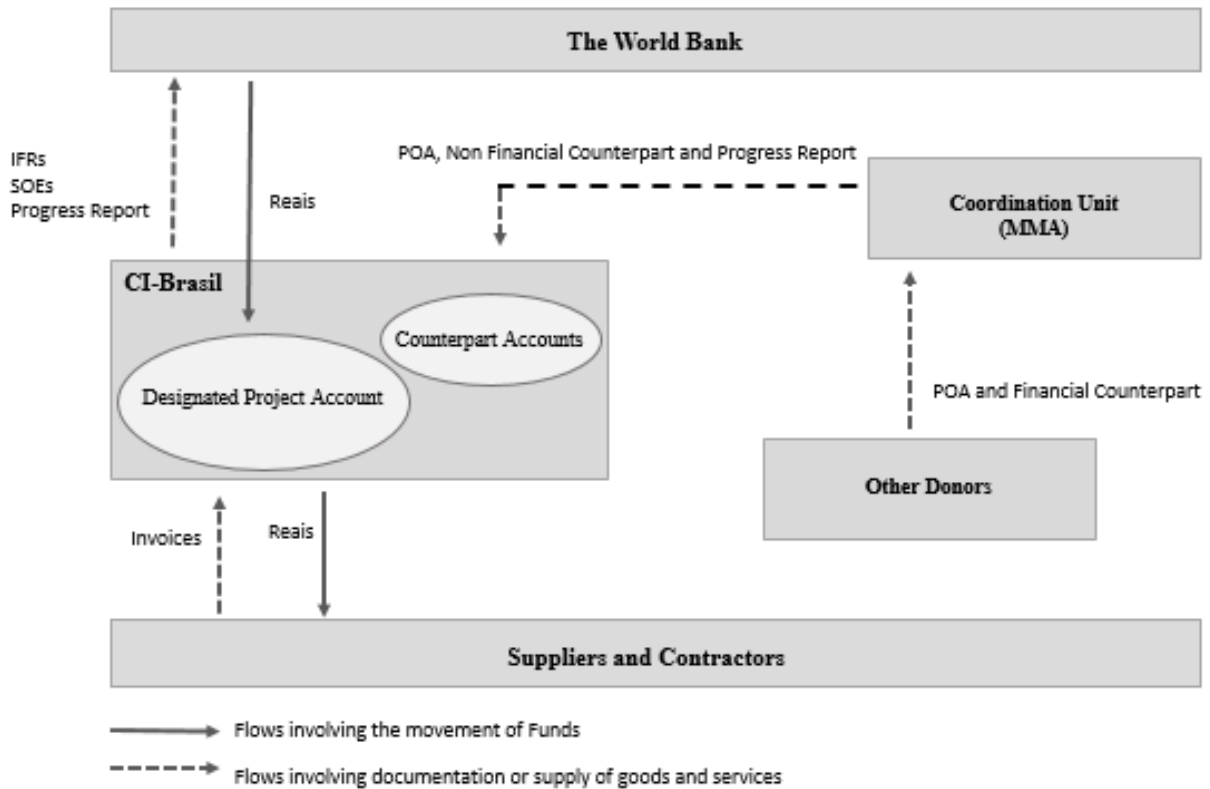 The World Bank
IFRs
SOEs
Progress Report
Reais
POA, Non Financial Counterpart and Progress Report
Coordination Unit
(MMA)
CI-Brasil
Counterpart Accounts
Designated Project Account
POA and Financial Counterpart
Other Donors
Invoices
Reais
Suppliers and Contractors
Flows involving the movement of Funds
Flows involving documentation or supply of goods and services